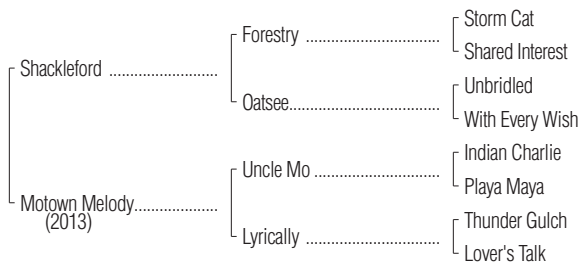 Storm Cat
Forestry ................................
Shared Interest
Shackleford ..........................
Unbridled
Oatsee....................................
With Every Wish
Indian Charlie
Uncle Mo ..............................
Playa Maya
Motown Melody....................
(2013)
Thunder Gulch
Lyrically ................................
Lover's Talk